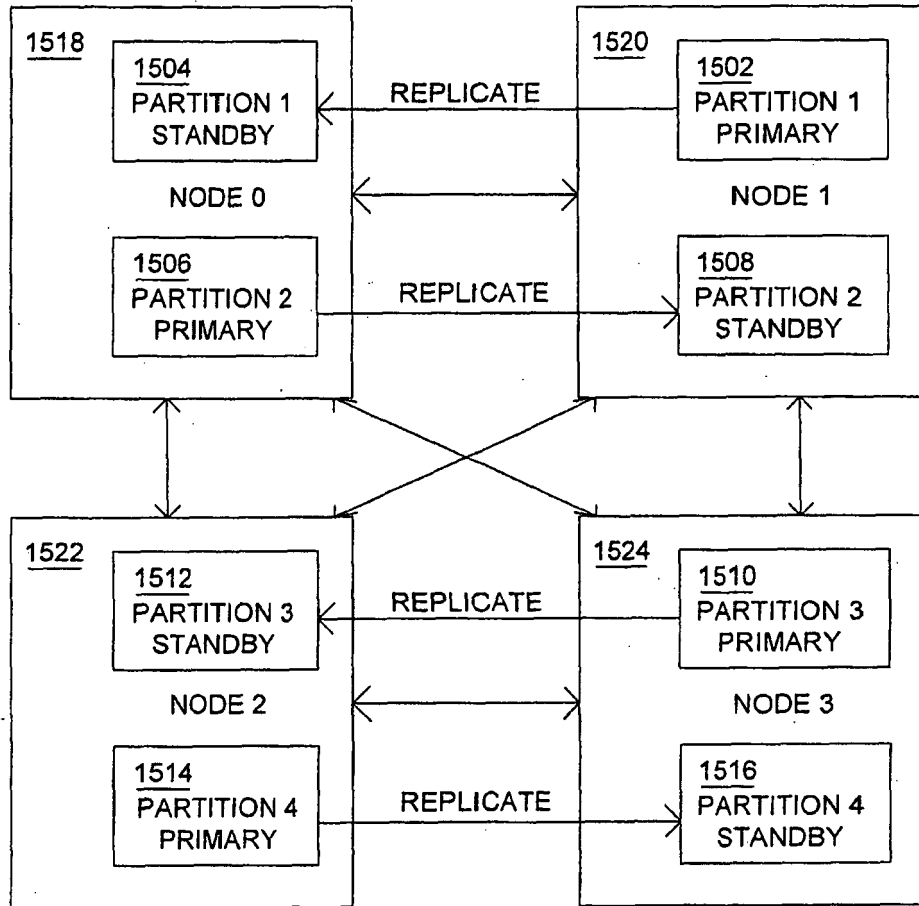 1518
1504
PARTITION 1
STANDBY
NODE 0
1506
PARTITION 2
PRIMARY
REPLICATE
REPLICATE
1520
1502
PARTITION 1
PRIMARY
NODE 1
1508
PARTITION 2
STANDBY
1522
1512
PARTITION 3
STANDBY
NODE 2
1514
PARTITION 4
PRIMARY
REPLICATE
REPLICATE
1524
1510
PARTITION 3
PRIMARY
NODE 3
1516
PARTITION 4
STANDBY